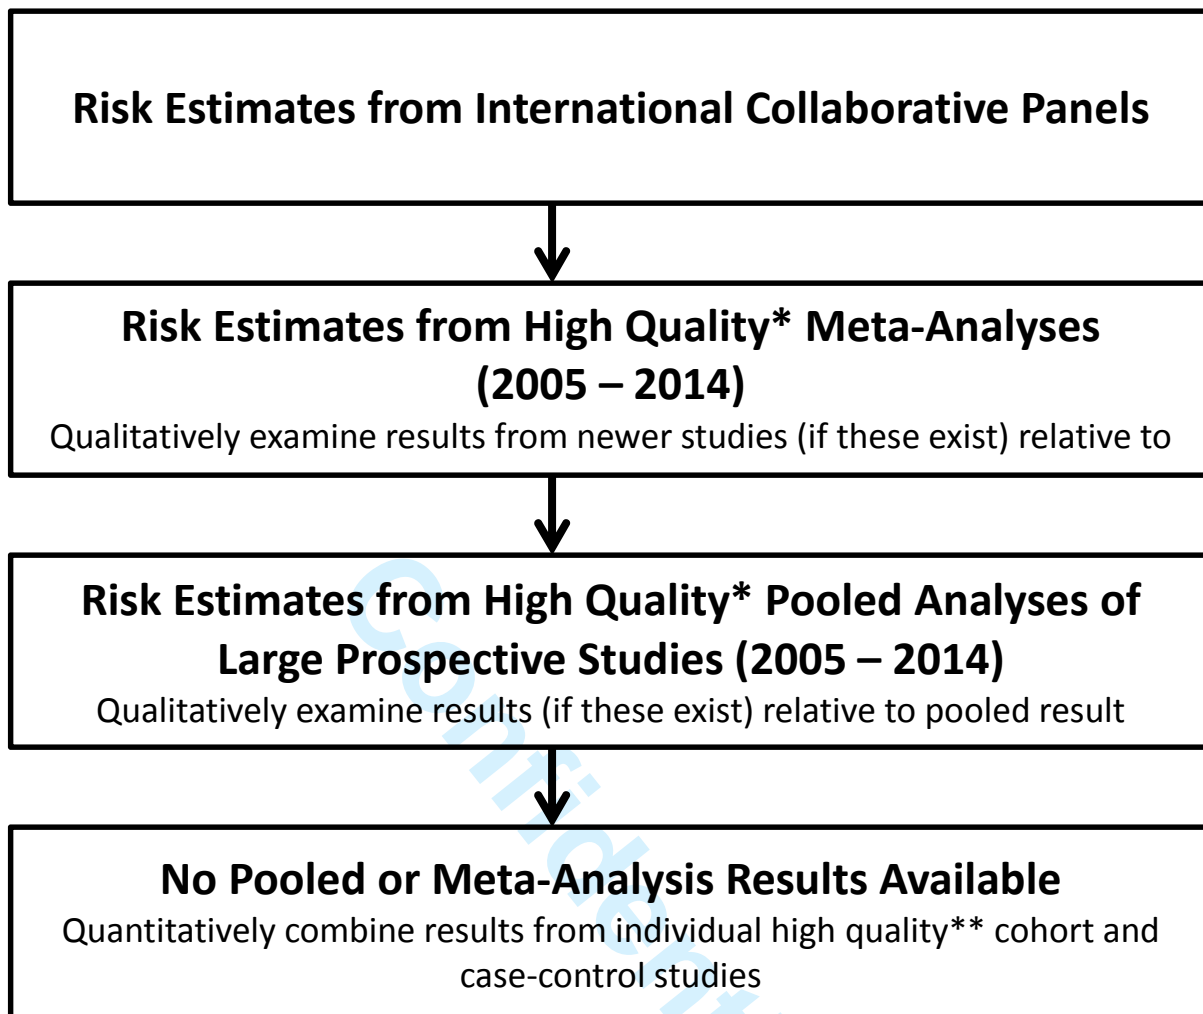 Risk Estimates from International Collaborative Panels
Risk Estimates from High Quality* Meta-Analyses
(2005 – 2014)
Qualitatively examine results from newer studies (if these exist) relative to
Risk Estimates from High Quality* Pooled Analyses of
Large Prospective Studies (2005 – 2014)
Qualitatively examine results (if these exist) relative to pooled result
No Pooled or Meta-Analysis Results Available
Quantitatively combine results from individual high quality** cohort and
case-control studies